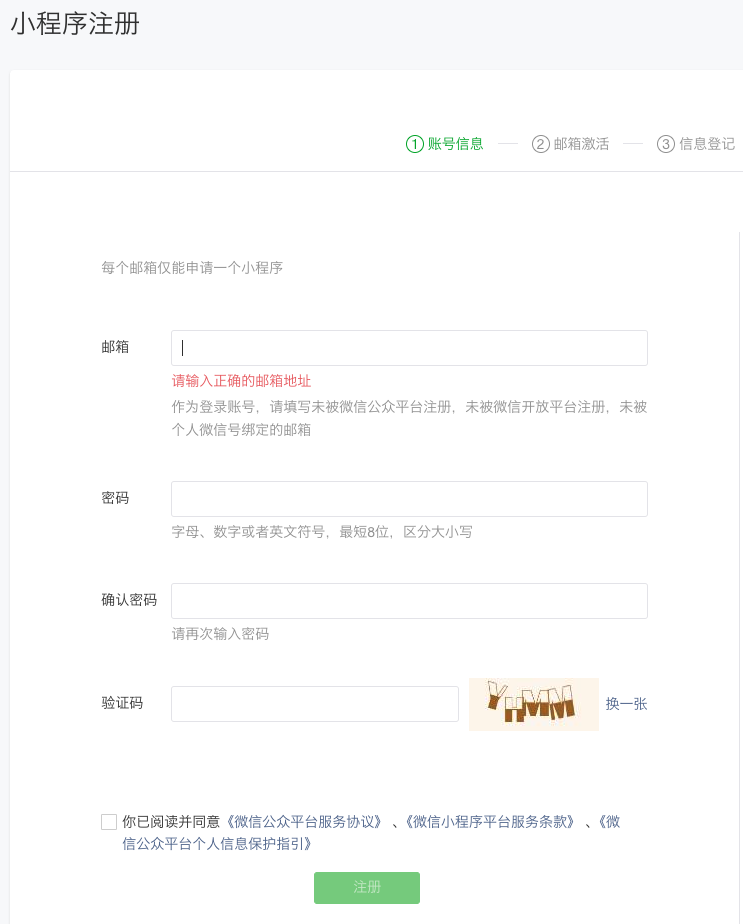 小程序注册
① 账号信息 ② 邮箱激活 ③ 信息登记
每个邮箱仅能申请一个小程序
邮箱
请输入正确的邮箱地址
作为登录账号，请填写未被微信公众平台注册，未被微信开放平台注册，未被
个人微信号绑定的邮箱
密码
字母、数字或者英文符号，最短8位，区分大小写
确认密码
请再次输入密码
验证码 换一张
你已阅读并同意《微信公众平台服务协议》、《微信小程序平台服务条款》、《微
信公众平台个人信息保护指引》
注册